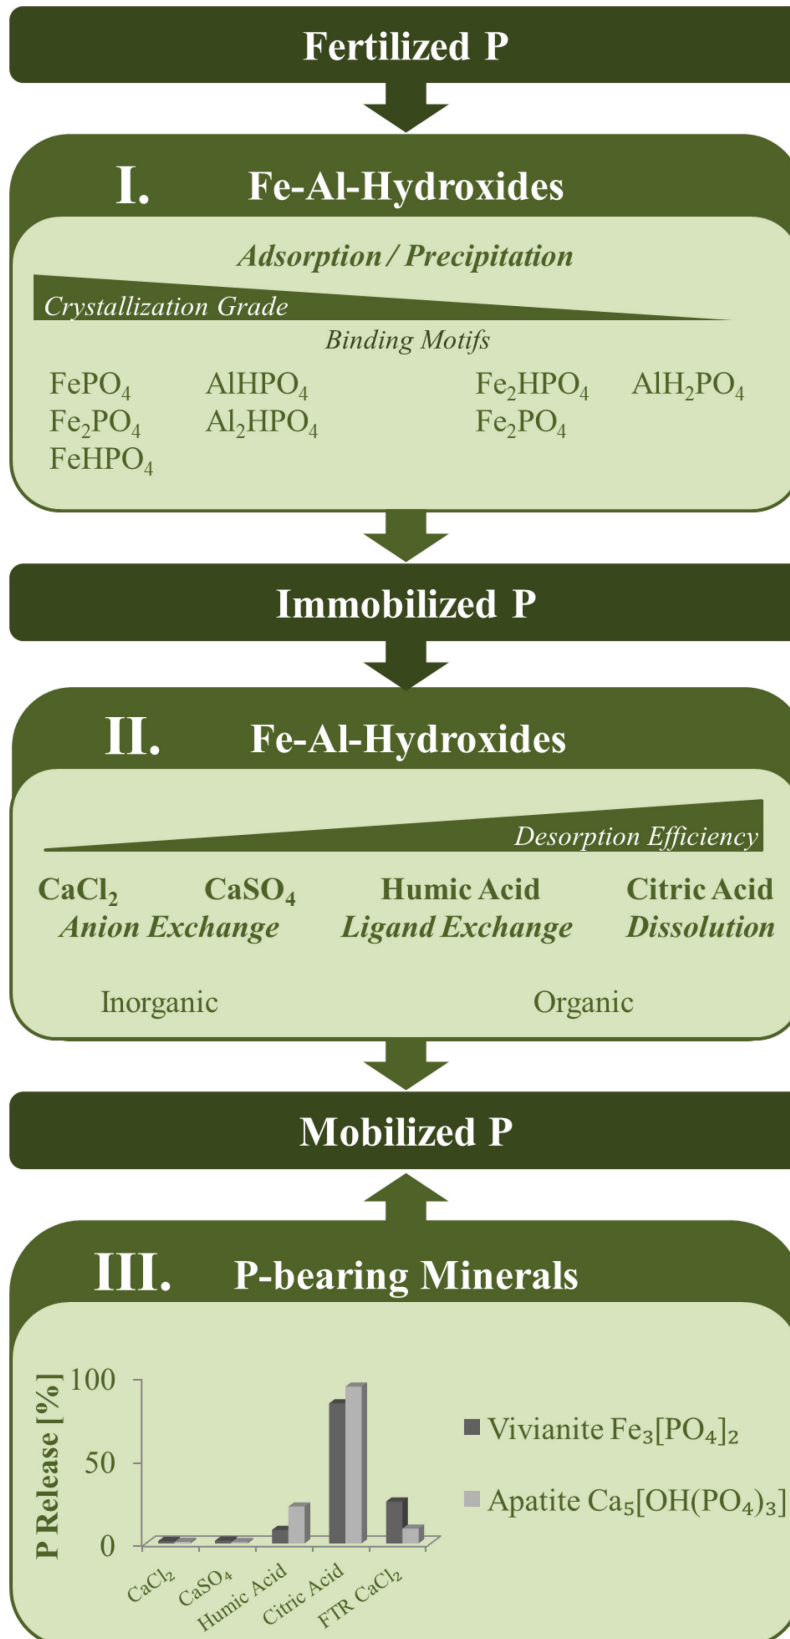 Fertilized P
I. Fe-Al-Hydroxides
Adsorption / Precipitation
Crystallization Grade
Binding Motifs
FePO₄ AlHPO₄ Fe₂HPO₄ AlH₂PO₄
Fe₂PO₄ Al₂HPO₄ Fe₂PO₄
FeHPO₄
Immobilized P
II. Fe-Al-Hydroxides
Desorption Efficiency
CaCl₂ CaSO₄ Humic Acid Citric Acid
Anion Exchange Ligand Exchange Dissolution
Inorganic Organic
Mobilized P
III. P-bearing Minerals
P Release [%]
100
50
0
CaCl₂ CaSO₄ Humic Acid Citric Acid FTR CaCl₂
Vivianite Fe₃[PO₄]₂
Apatite Ca₅[OH(PO₄)₃]